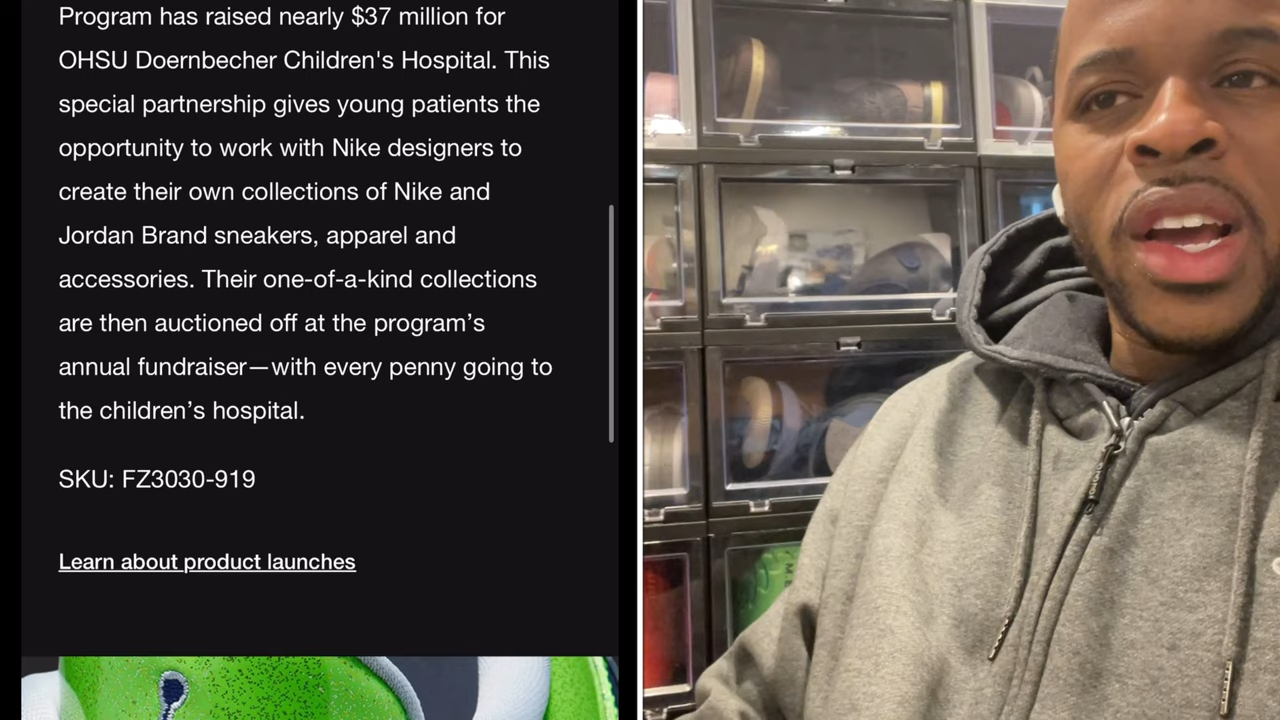 Program has raised nearly $37 million for
OHSU Doernbecher Children's Hospital. This
special partnership gives young patients the
opportunity to work with Nike designers to
create their own collections of Nike and
Jordan Brand sneakers, apparel and
accessories. Their one-of-a-kind collections
are then auctioned off at the program’s
annual fundraiser—with every penny going to
the children’s hospital.
SKU: FZ3030-919
Learn about product launches